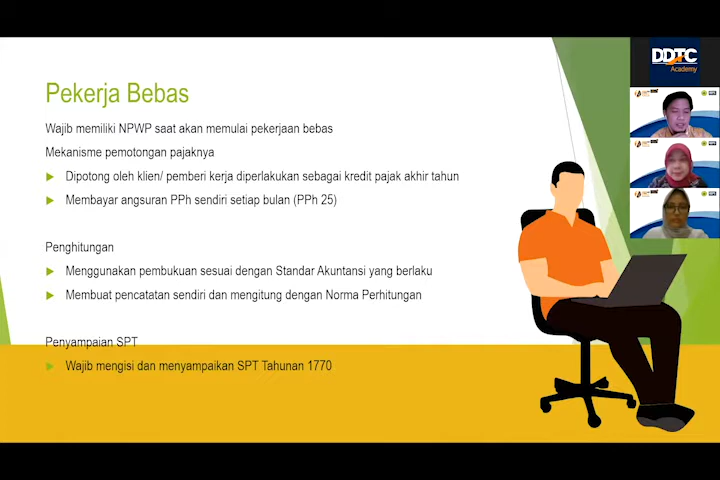 Pekerja Bebas
Wajib memiliki NPWP saat akan memulai pekerjaan bebas
Mekanisme pemotongan pajaknya
Dipotong oleh klien/ pemberi kerja diperlakukan sebagai kredit pajak akhir tahun
Membayar angsuran PPh sendiri setiap bulan (PPh 25)
Penghitungan
Menggunakan pembukuan sesuai dengan Standar Akuntansi yang berlaku
Membuat pencatatan sendiri dan mengitung dengan Norma Perhitungan
Penyampaian SPT
Wajib mengisi dan menyampaikan SPT Tahunan 1770
DDTC
Academy